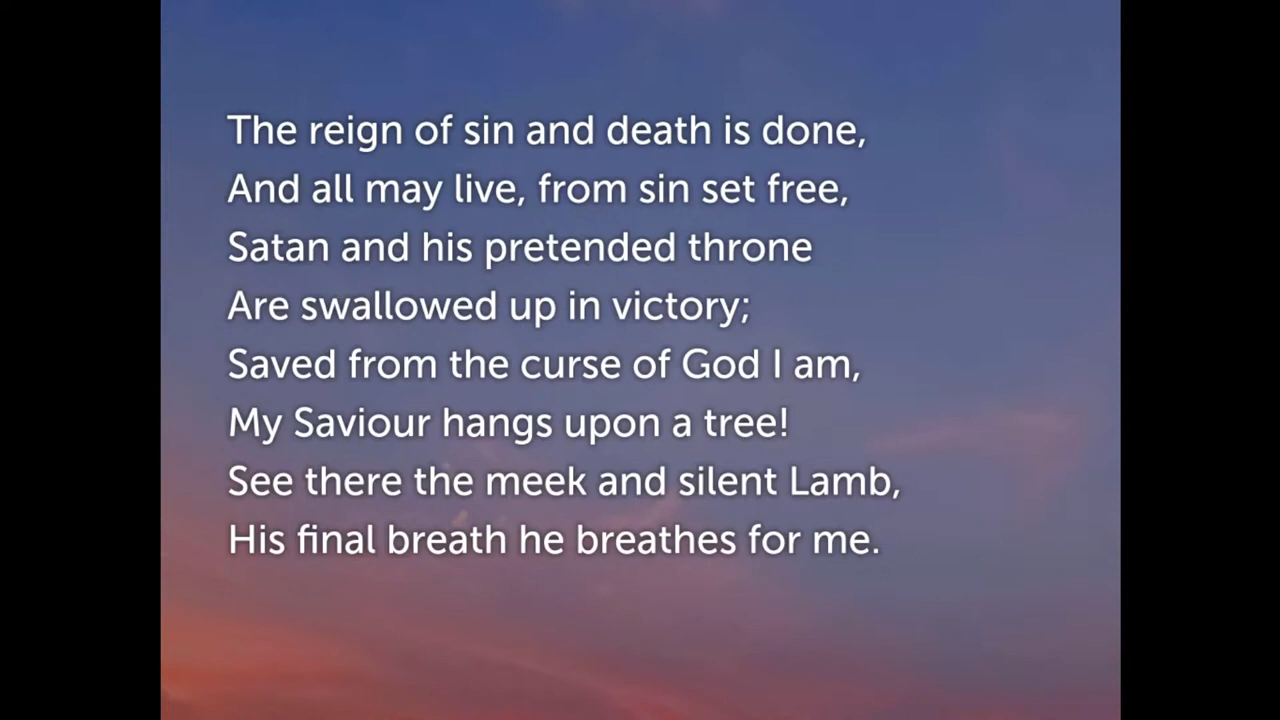 The reign of sin and death is done,
And all may live, from sin set free,
Satan and his pretended throne
Are swallowed up in victory;
Saved from the curse of God I am,
My Saviour hangs upon a tree!
See there the meek and silent Lamb,
His final breath he breathes for me.